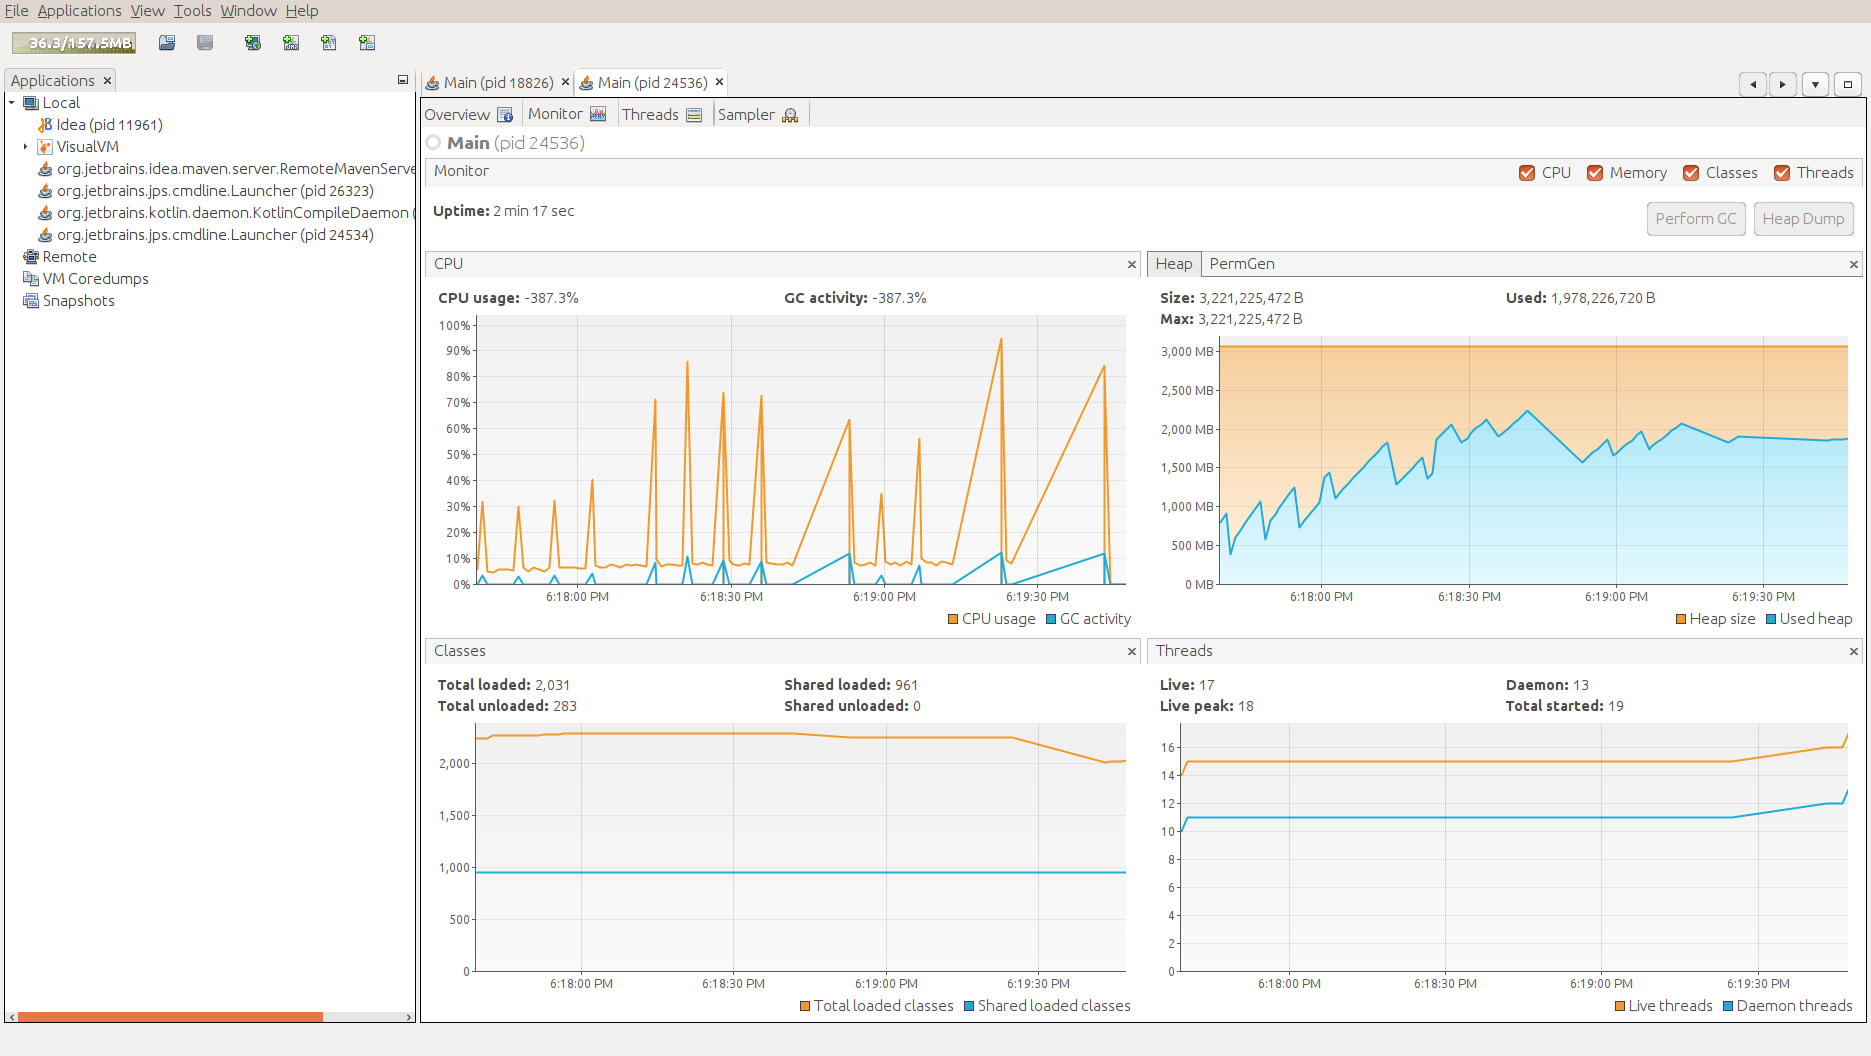 File Applications View Tools Window Help
36.3/157.5MB
Applications
Local
Idea (pid 11961)
VisualVM
org.jetbrains.idea.maven.server.RemoteMavenServe
org.jetbrains.jps.cmdline.Launcher (pid 26323)
org.jetbrains.kotlin.daemon.KotlinCompileDaemon (
org.jetbrains.jps.cmdline.Launcher (pid 24534)
Remote
VM Coredumps
Snapshots
Main (pid 18826) Main (pid 24536)
Overview Monitor Threads Sampler
Main (pid 24536)
Monitor CPU Memory Classes Threads
Uptime: 2 min 17 sec
Perform GC Heap Dump
CPU
CPU usage: -387.3% GC activity: -387.3%
100%
90%
80%
70%
60%
50%
40%
30%
20%
10%
0%
6:18:00 PM 6:18:30 PM 6:19:00 PM 6:19:30 PM
CPU usage GC activity
Heap PermGen
Size: 3,221,225,472 B Used: 1,978,226,720 B
Max: 3,221,225,472 B
3,000 MB
2,500 MB
2,000 MB
1,500 MB
1,000 MB
500 MB
0 MB
6:18:00 PM 6:18:30 PM 6:19:00 PM 6:19:30 PM
Heap size Used heap
Classes
Total loaded: 2,031 Shared loaded: 961
Total unloaded: 283 Shared unloaded: 0
2,000
1,500
1,000
500
0
6:18:00 PM 6:18:30 PM 6:19:00 PM 6:19:30 PM
Total loaded classes Shared loaded classes
Threads
Live: 17 Daemon: 13
Live peak: 18 Total started: 19
16
14
12
10
8
6
4
2
0
6:18:00 PM 6:18:30 PM 6:19:00 PM 6:19:30 PM
Live threads Daemon threads